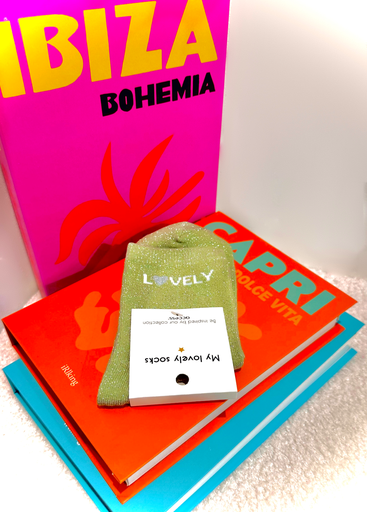 IBIZA
BOHEMIA
CAPRI
DOLCE VITA
LOVELY
My lovely socks
Be inspired by our collection